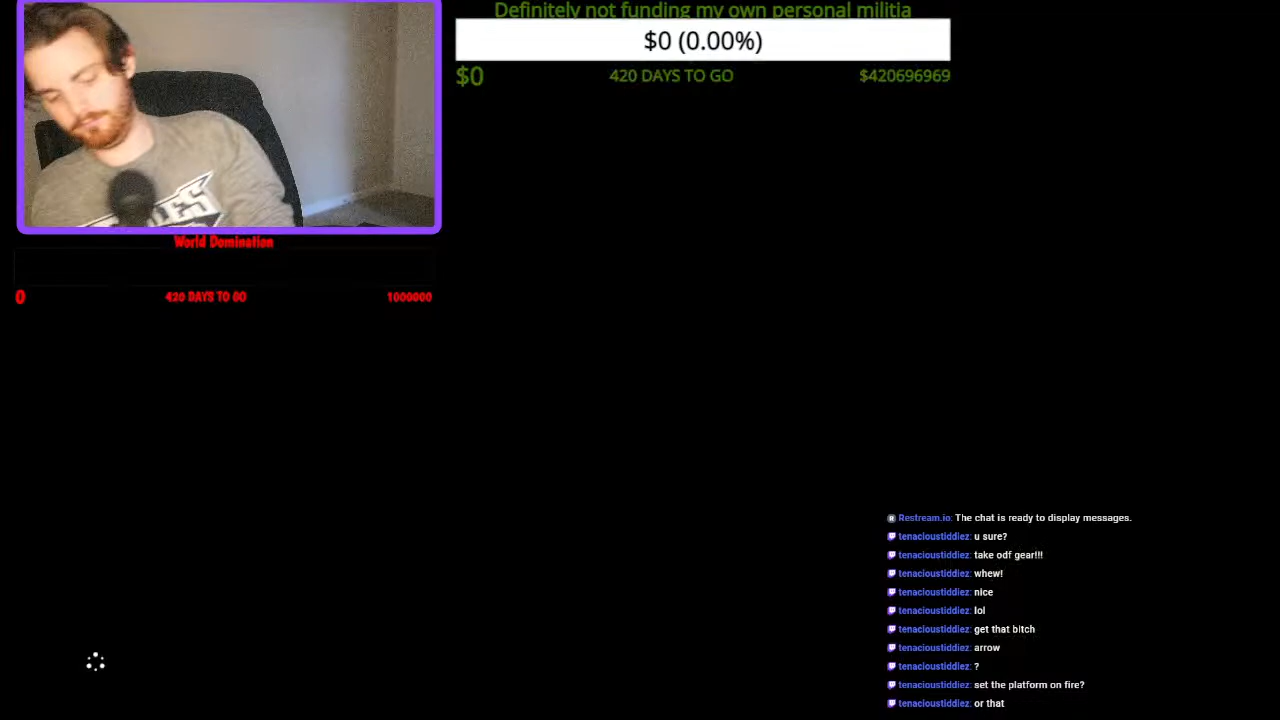 Definitely not funding my own personal militia
$0 (0.00%)
$0 420 DAYS TO GO $420696969
World Domination
0 420 DAYS TO GO 1000000
Restream.io: The chat is ready to display messages.
tenacioustiddiez: u sure?
tenacioustiddiez: take odf gear!!!
tenacioustiddiez: whew!
tenacioustiddiez: nice
tenacioustiddiez: lol
tenacioustiddiez: get that bitch
tenacioustiddiez: arrow
tenacioustiddiez: ?
tenacioustiddiez: set the platform on fire?
tenacioustiddiez: or that